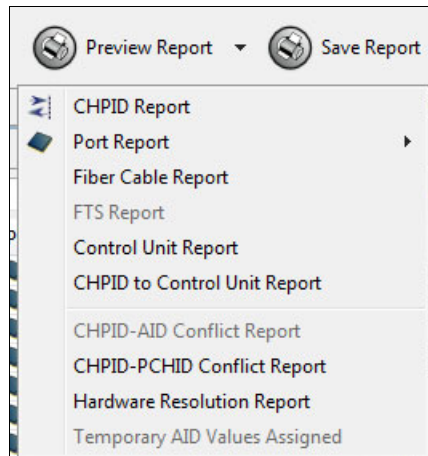 Preview Report
Save Report
CHPID Report
Port Report
Fiber Cable Report
FTS Report
Control Unit Report
CHPID to Control Unit Report
CHPID-AID Conflict Report
CHPID-PCHID Conflict Report
Hardware Resolution Report
Temporary AID Values Assigned